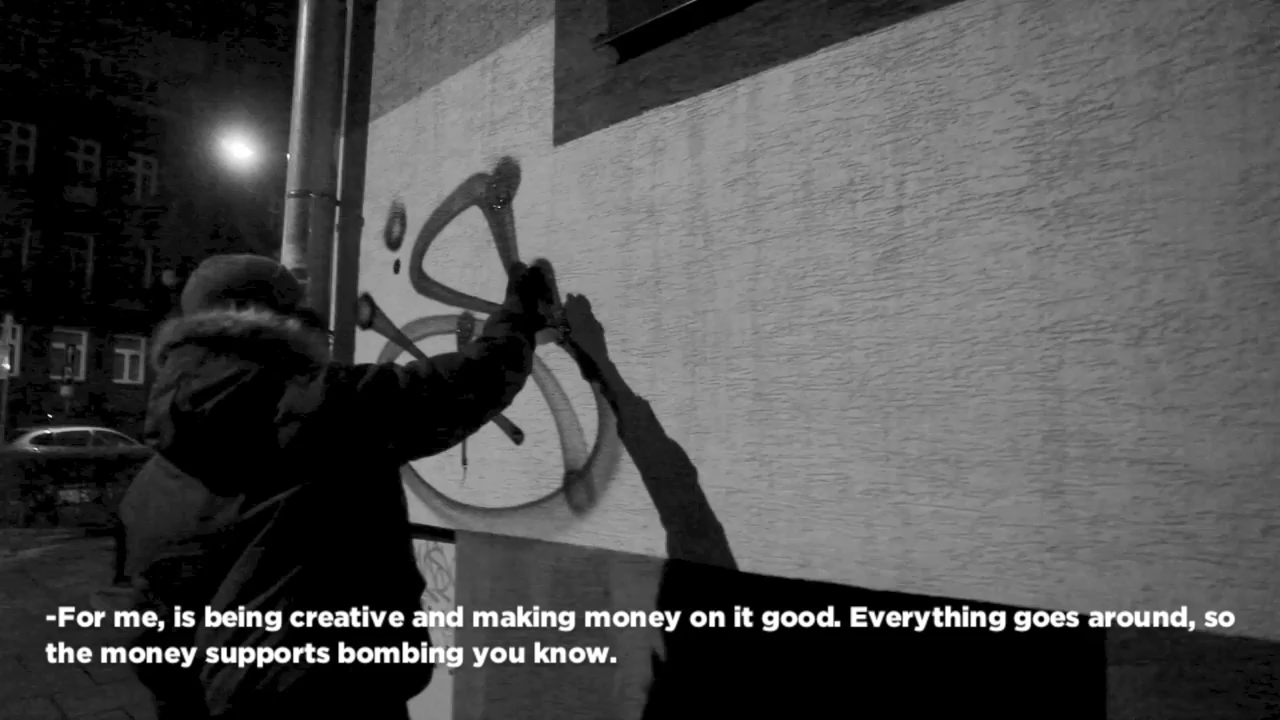 -For me, is being creative and making money on it good. Everything goes around, so
the money supports bombing you know.